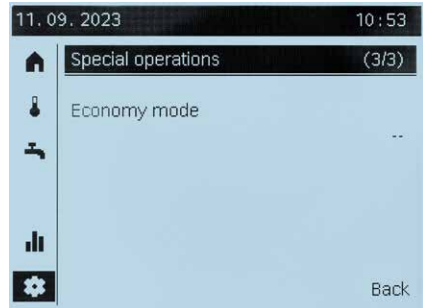 11. 09. 2023 10:53
Special operations (3/3)
Economy mode
--
Back